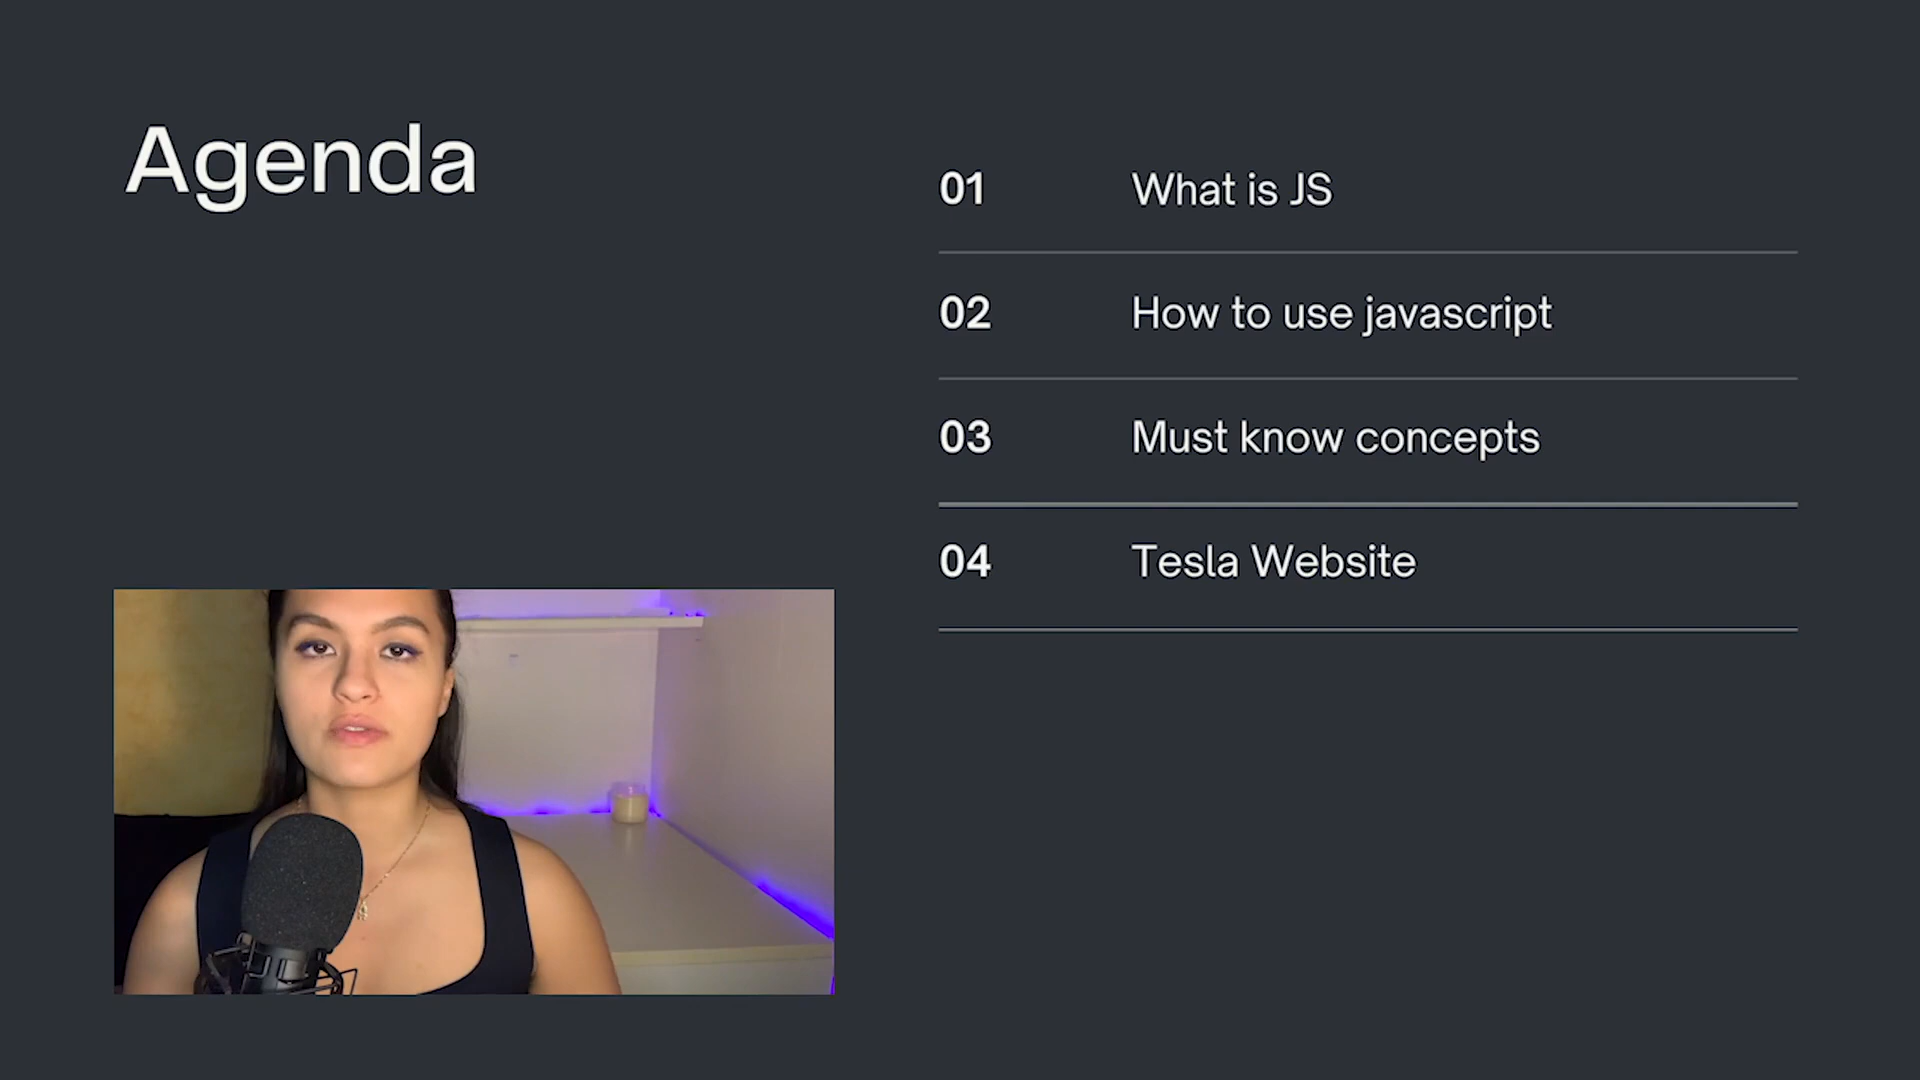 Agenda
01 What is JS
02 How to use javascript
03 Must know concepts
04 Tesla Website